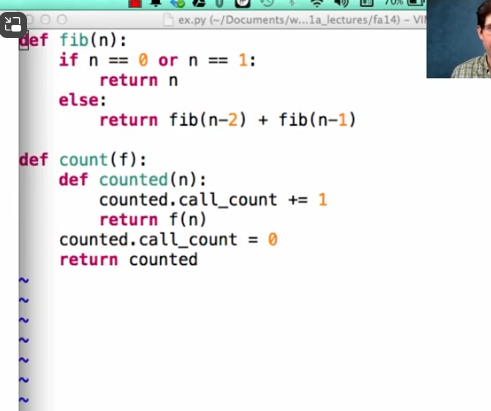 70%
ex.py (~/Documents/w...1a_lectures/fa14) – VI
def fib(n):
    if n == 0 or n == 1:
        return n
    else:
        return fib(n-2) + fib(n-1)

def count(f):
    def counted(n):
        counted.call_count += 1
        return f(n)
    counted.call_count = 0
    return counted
~
~
~
~
~
~
~